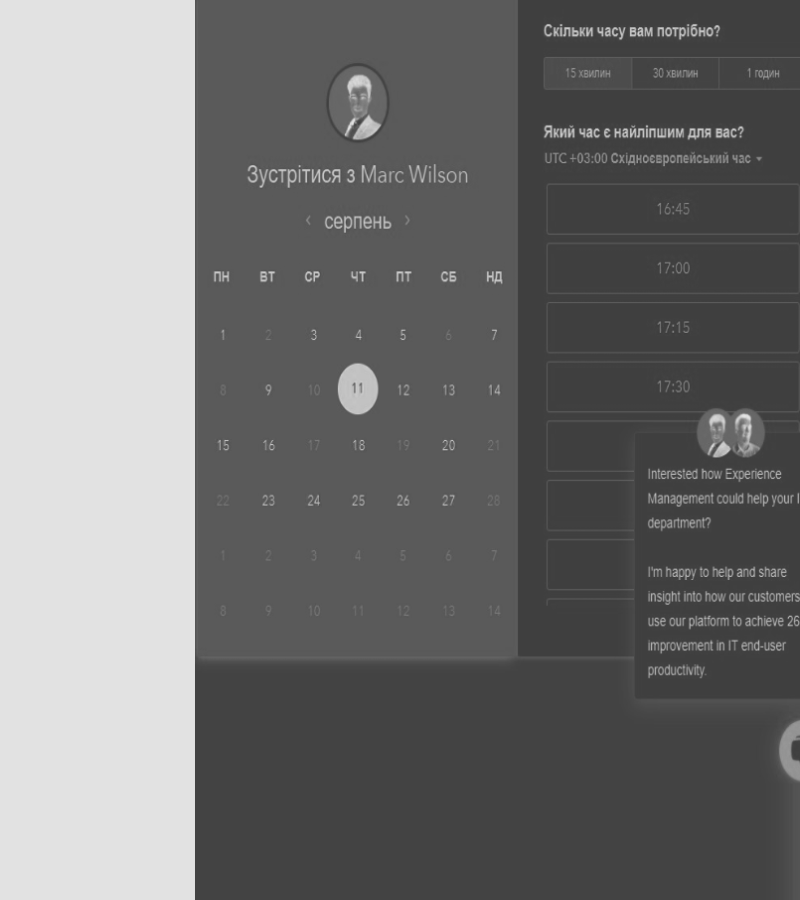 Зустрітися з Marc Wilson
‹ серпень ›
ПН ВТ СР ЧТ ПТ СБ НД
1 2 3 4 5 6 7
8 9 10 11 12 13 14
15 16 17 18 19 20 21
22 23 24 25 26 27 28
1 2 3 4 5 6 7
8 9 10 11 12 13 14
Скільки часу вам потрібно?
15 хвилин 30 хвилин 1 годин
Який час є найліпшим для вас?
UTC +03:00 Східноєвропейський час
16:45
17:00
17:15
17:30
Interested how Experience
Management could help your
department?
I'm happy to help and share
insight into how our customers
use our platform to achieve 26
improvement in IT end-user
productivity.